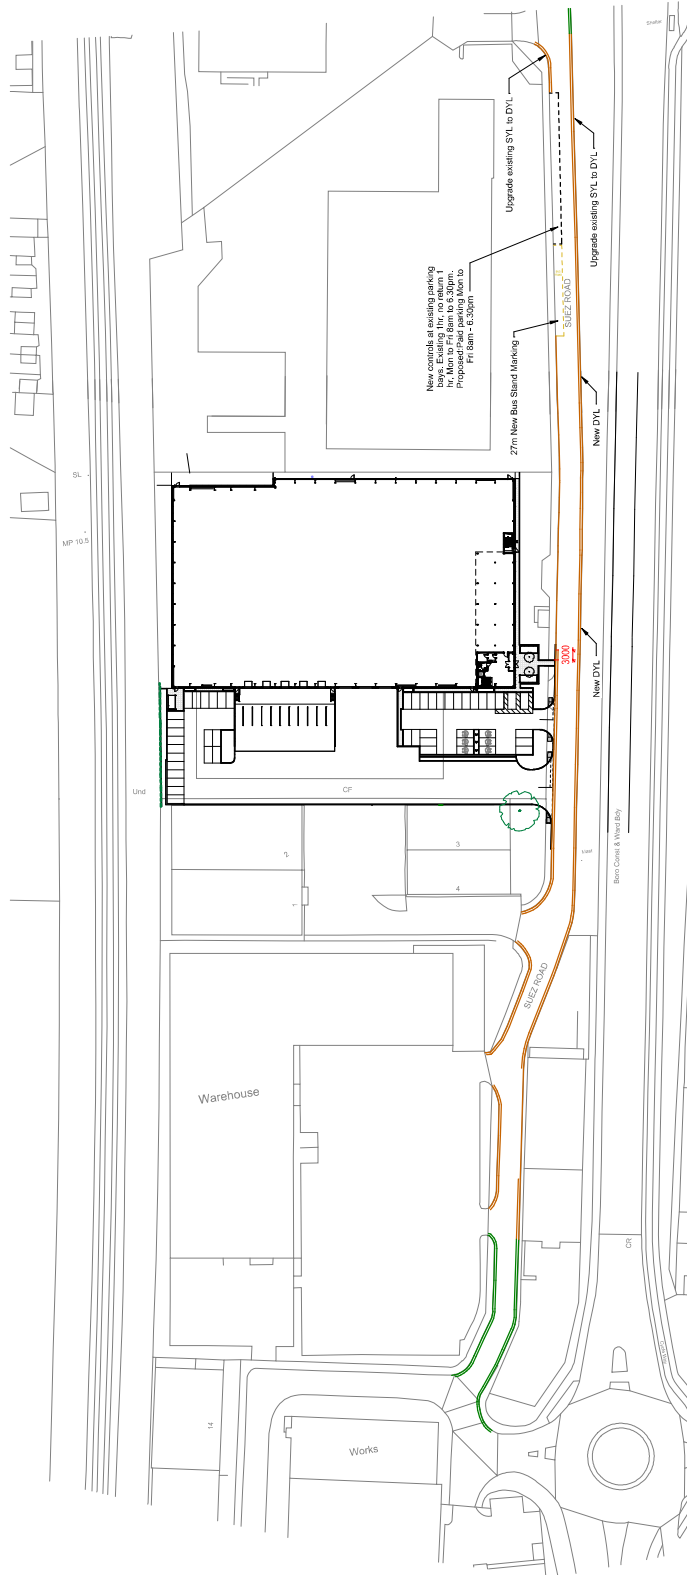 Shelter
Upgrade existing SYL to DYL
Upgrade existing SYL to DYL
New controls at existing parking
bays. Existing 1hr, no return 1
hr, Mon to Fri 8am to 6.30pm.
Proposed:Paid parking Mon to
Fri 8am - 6.30pm
SUEZ ROAD
27m New Bus Stand Marking
New DYL
SL
MP 10.5
3000
New DYL
Und
CF
Boro Const & Ward Bdy
2
3
1
4
SUEZ ROAD
Warehouse
CR
14
Works